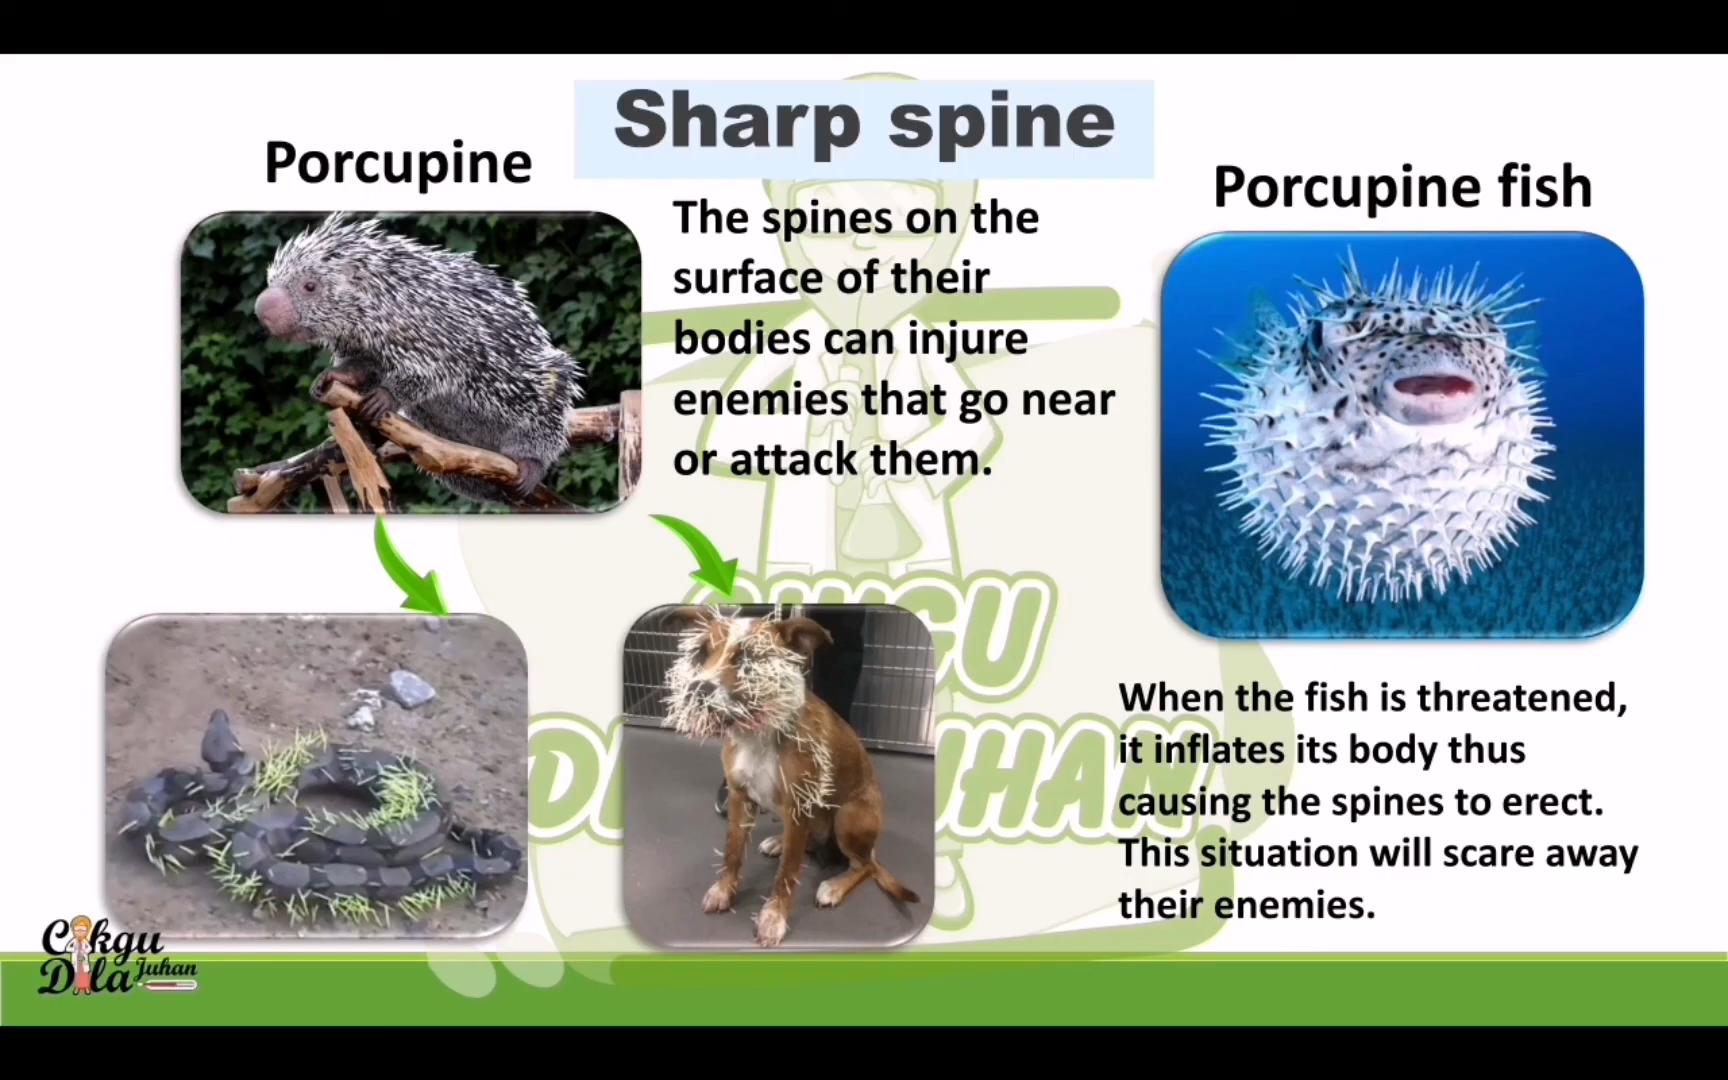 Sharp spine
Porcupine
The spines on the
surface of their
bodies can injure
enemies that go near
or attack them.
Porcupine fish
When the fish is threatened,
it inflates its body thus
causing the spines to erect.
This situation will scare away
their enemies.
Cikgu
Dila Juhan